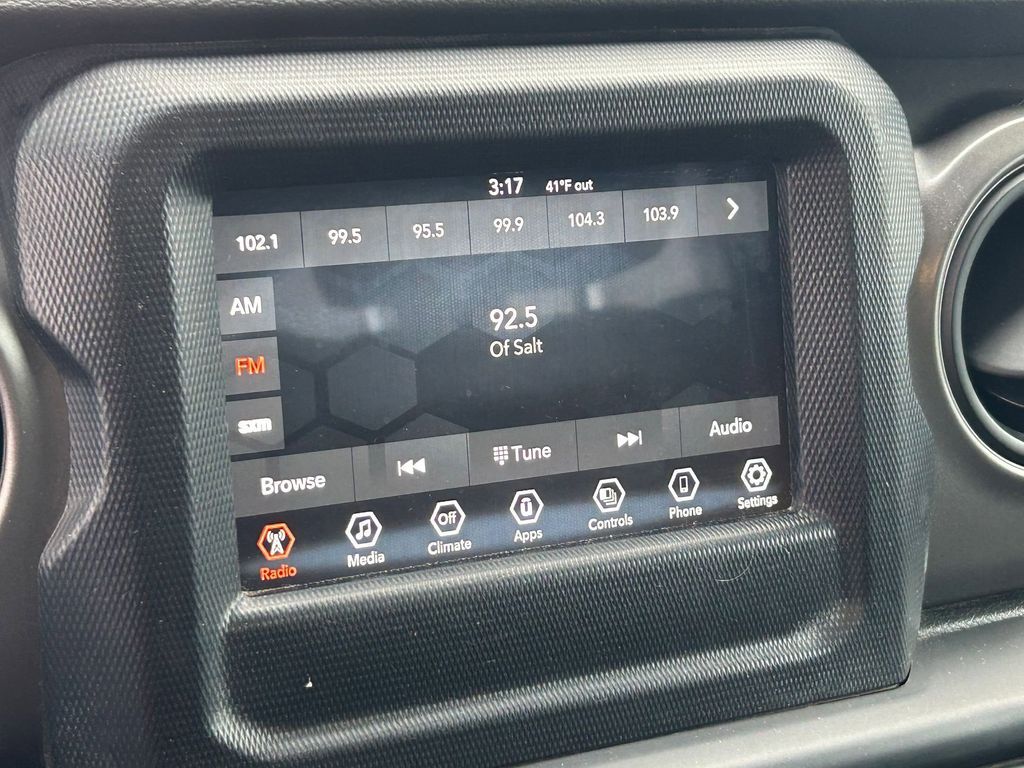 3:17 41°F out
102.1 99.5 95.5 99.9 104.3 103.9
AM
92.5
Of Salt
FM
sxm
Browse Tune Audio
Off
Radio Media Climate Apps Controls Phone Settings